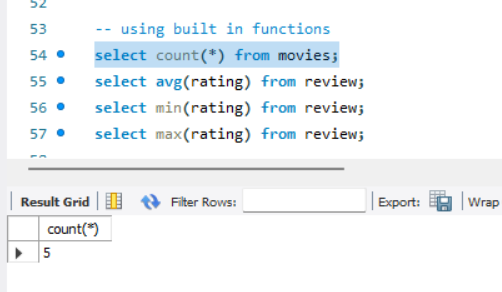 52
53 -- using built in functions
54 select count(*) from movies;
55 select avg(rating) from review;
56 select min(rating) from review;
57 select max(rating) from review;
Result Grid Filter Rows: Export: Wrap
count(*)
5